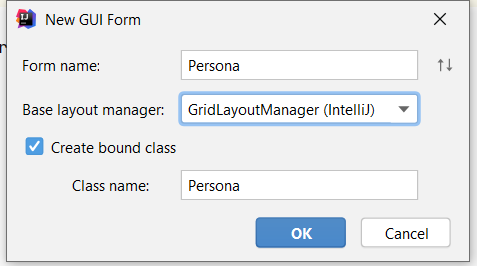 New GUI Form
Form name: Persona
Base layout manager: GridLayoutManager (IntelliJ)
Create bound class
Class name: Persona
OK Cancel